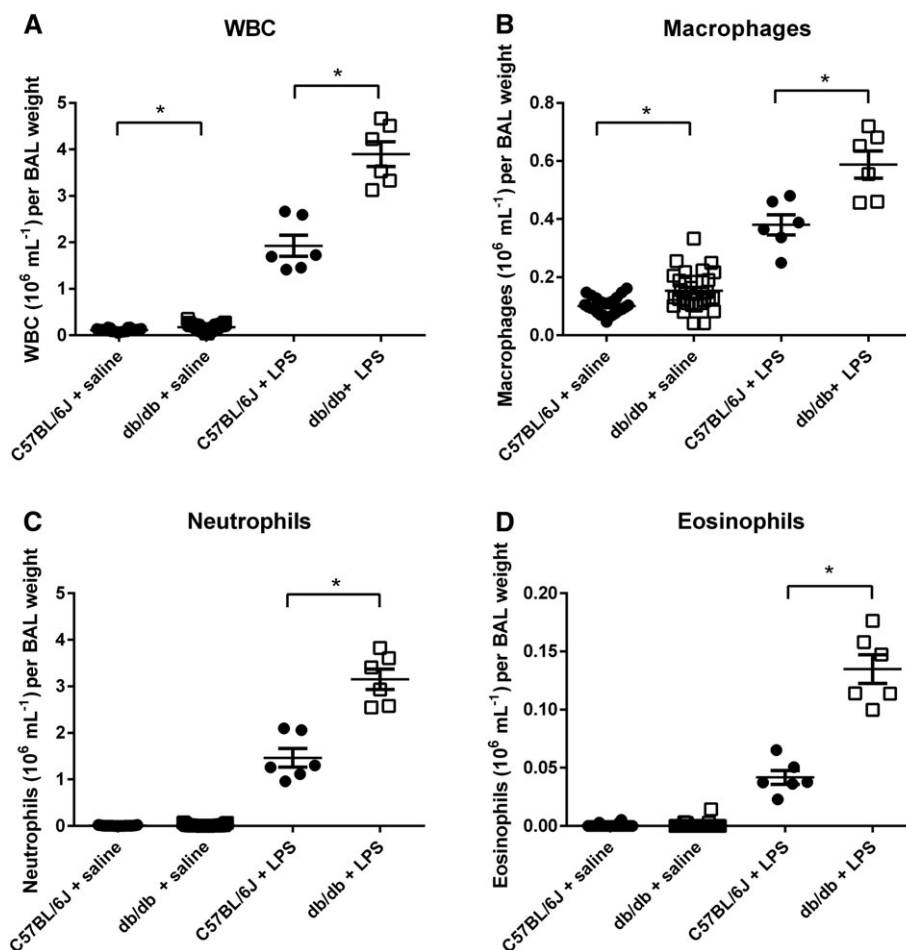 A
WBC
WBC (10⁶ mL⁻¹) per BAL weight
*
*
5
4
3
2
1
0
C57BL/6J + saline
db/db + saline
C57BL/6J + LPS
db/db+ LPS
B
Macrophages
Macrophages (10⁶ mL⁻¹) per BAL weight
*
*
0.8
0.6
0.4
0.2
0.0
C57BL/6J + saline
db/db + saline
C57BL/6J + LPS
db/db+ LPS
C
Neutrophils
Neutrophils (10⁶ mL⁻¹) per BAL weight
*
5
4
3
2
1
0
C57BL/6J + saline
db/db + saline
C57BL/6J + LPS
db/db + LPS
D
Eosinophils
Eosinophils (10⁶ mL⁻¹) per BAL weight
*
0.20
0.15
0.10
0.05
0.00
C57BL/6J + saline
db/db + saline
C57BL/6J + LPS
db/db + LPS